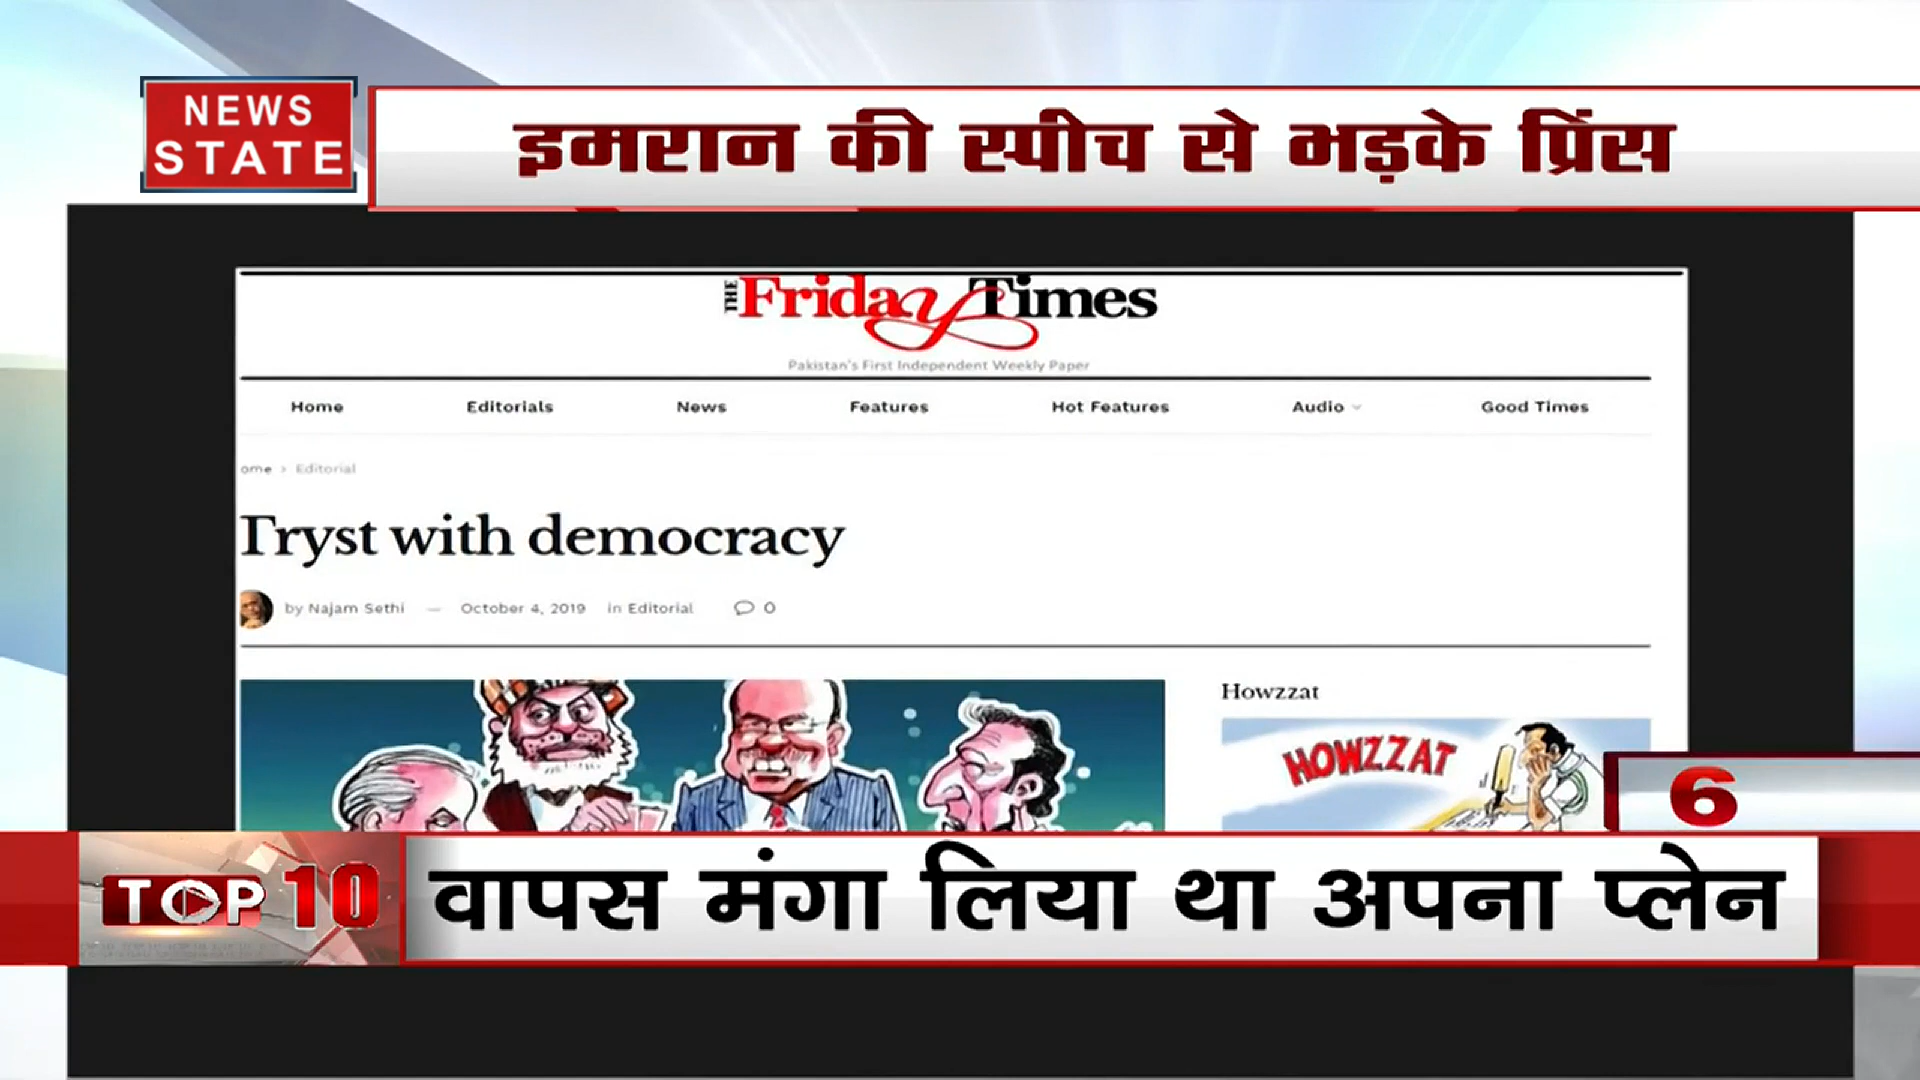 NEWS
STATE
इमरान की स्पीच से भड़के प्रिंस
THE Friday Times
Pakistan's First Independent Weekly Paper
Home Editorials News Features Hot Features Audio Good Times
ome > Editorial
Tryst with democracy
by Najam Sethi — October 4, 2019 in Editorial 0
Howzzat
HOWZZAT
6
TOP 10
वापस मंगा लिया था अपना प्लेन